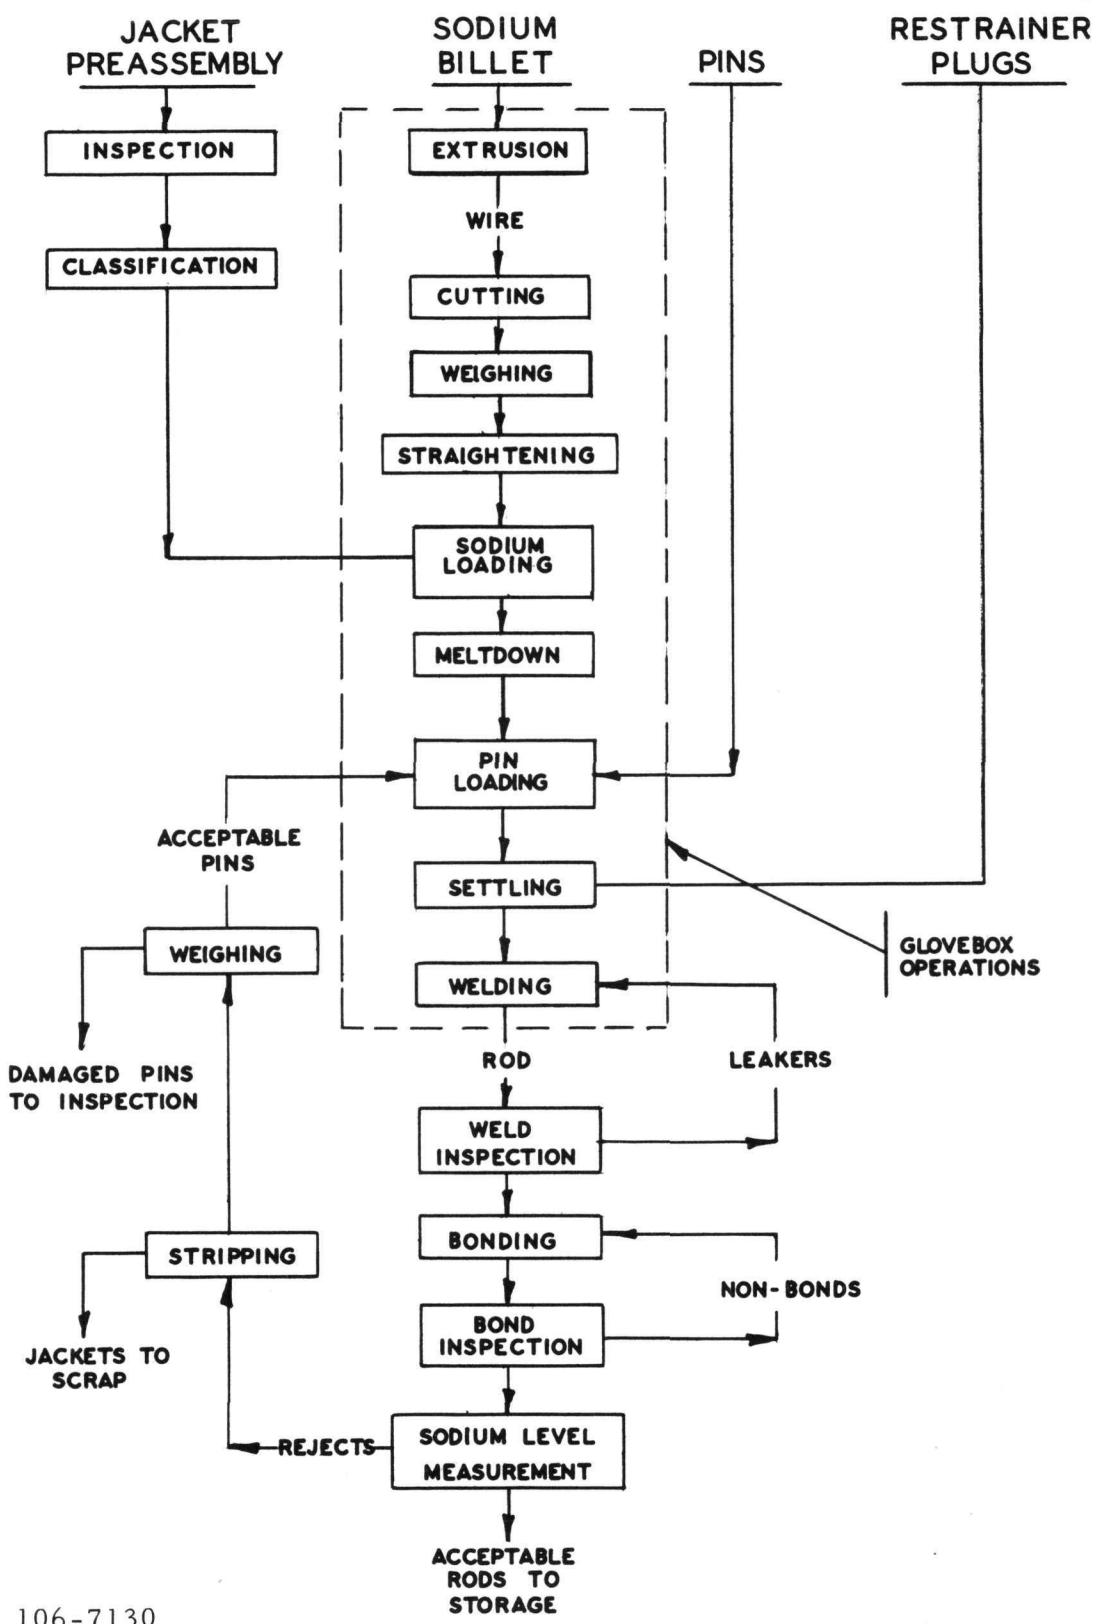 JACKET
PREASSEMBLY
SODIUM
BILLET
PINS
RESTRAINER
PLUGS
INSPECTION
EXTRUSION
WIRE
CLASSIFICATION
CUTTING
WEIGHING
STRAIGHTENING
SODIUM
LOADING
MELTDOWN
PIN
LOADING
ACCEPTABLE
PINS
SETTLING
WEIGHING
GLOVEBOX
OPERATIONS
WELDING
DAMAGED PINS
TO INSPECTION
ROD
LEAKERS
WELD
INSPECTION
STRIPPING
BONDING
NON-BONDS
BOND
INSPECTION
JACKETS TO
SCRAP
REJECTS
SODIUM LEVEL
MEASUREMENT
ACCEPTABLE
RODS TO
STORAGE
106-7130